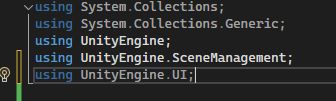 using System.Collections;
using System.Collections.Generic;
using UnityEngine;
using UnityEngine.SceneManagement;
using UnityEngine.UI;